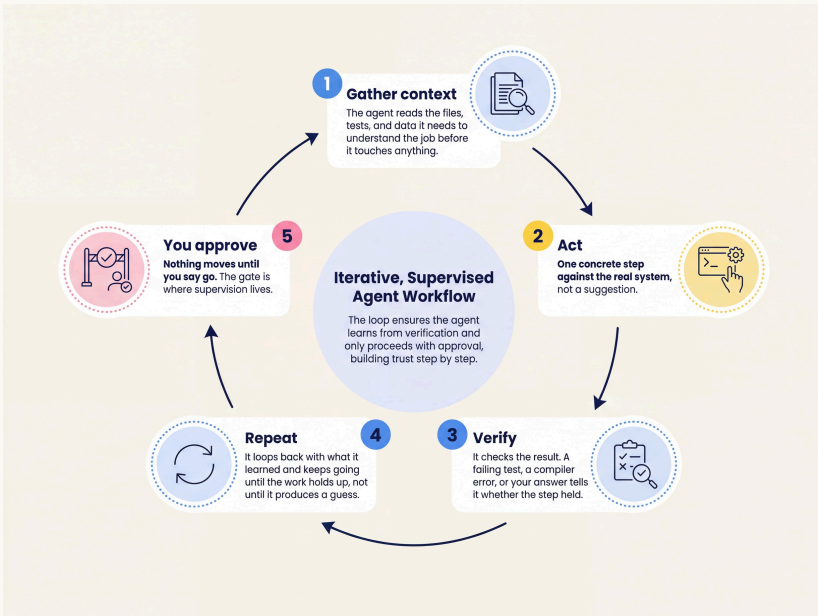 1
Gather context
The agent reads the files,
tests, and data it needs to
understand the job before
it touches anything.
2
Act
One concrete step
against the real system,
not a suggestion.
3
Verify
It checks the result. A
failing test, a compiler
error, or your answer tells
it whether the step held.
4
Repeat
It loops back with what it
learned and keeps going
until the work holds up, not
until it produces a guess.
5
You approve
Nothing moves until
you say go. The gate is
where supervision lives.
Iterative, Supervised
Agent Workflow
The loop ensures the agent
learns from verification and
only proceeds with approval,
building trust step by step.